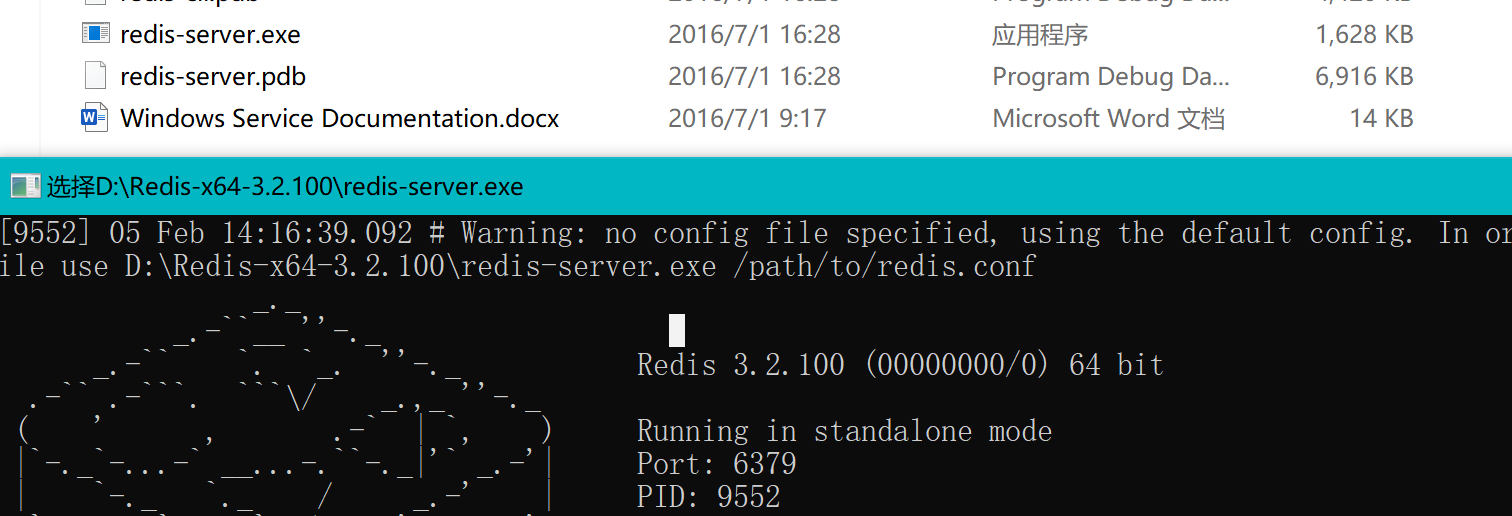 redis-server.exe 2016/7/1 16:28 应用程序 1,628 KB
redis-server.pdb 2016/7/1 16:28 Program Debug Da... 6,916 KB
Windows Service Documentation.docx 2016/7/1 9:17 Microsoft Word 文档 14 KB
选择D:\Redis-x64-3.2.100\redis-server.exe
[9552] 05 Feb 14:16:39.092 # Warning: no config file specified, using the default config. In or
ile use D:\Redis-x64-3.2.100\redis-server.exe /path/to/redis.conf
Redis 3.2.100 (00000000/0) 64 bit
Running in standalone mode
Port: 6379
PID: 9552